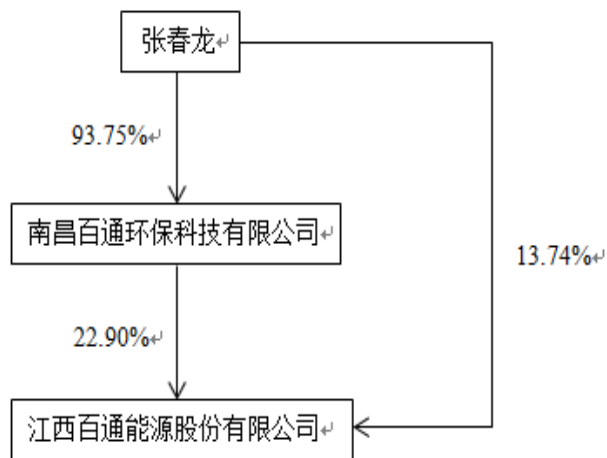 张春龙
93.75%
南昌百通环保科技有限公司
13.74%
22.90%
江西百通能源股份有限公司